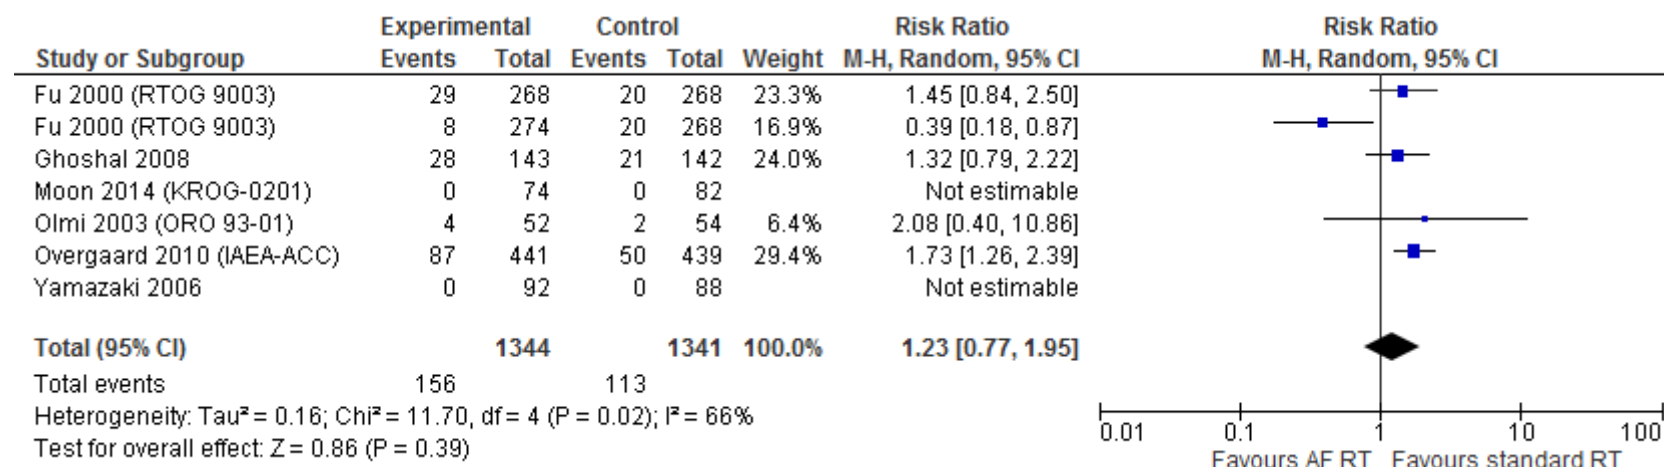 Experimental Control Risk Ratio Risk Ratio
Study or Subgroup Events Total Events Total Weight M-H, Random, 95% CI M-H, Random, 95% CI
Fu 2000 (RTOG 9003) 29 268 20 268 23.3% 1.45 [0.84, 2.50]
Fu 2000 (RTOG 9003) 8 274 20 268 16.9% 0.39 [0.18, 0.87]
Ghoshal 2008 28 143 21 142 24.0% 1.32 [0.79, 2.22]
Moon 2014 (KROG-0201) 0 74 0 82 Not estimable
Olmi 2003 (ORO 93-01) 4 52 2 54 6.4% 2.08 [0.40, 10.86]
Overgaard 2010 (IAEA-ACC) 87 441 50 439 29.4% 1.73 [1.26, 2.39]
Yamazaki 2006 0 92 0 88 Not estimable
Total (95% CI) 1344 1341 100.0% 1.23 [0.77, 1.95]
Total events 156 113
Heterogeneity: Tau² = 0.16; Chi² = 11.70, df = 4 (P = 0.02); I² = 66%
Test for overall effect: Z = 0.86 (P = 0.39)
0.01 0.1 1 10 100
Favours AF RT Favours standard RT